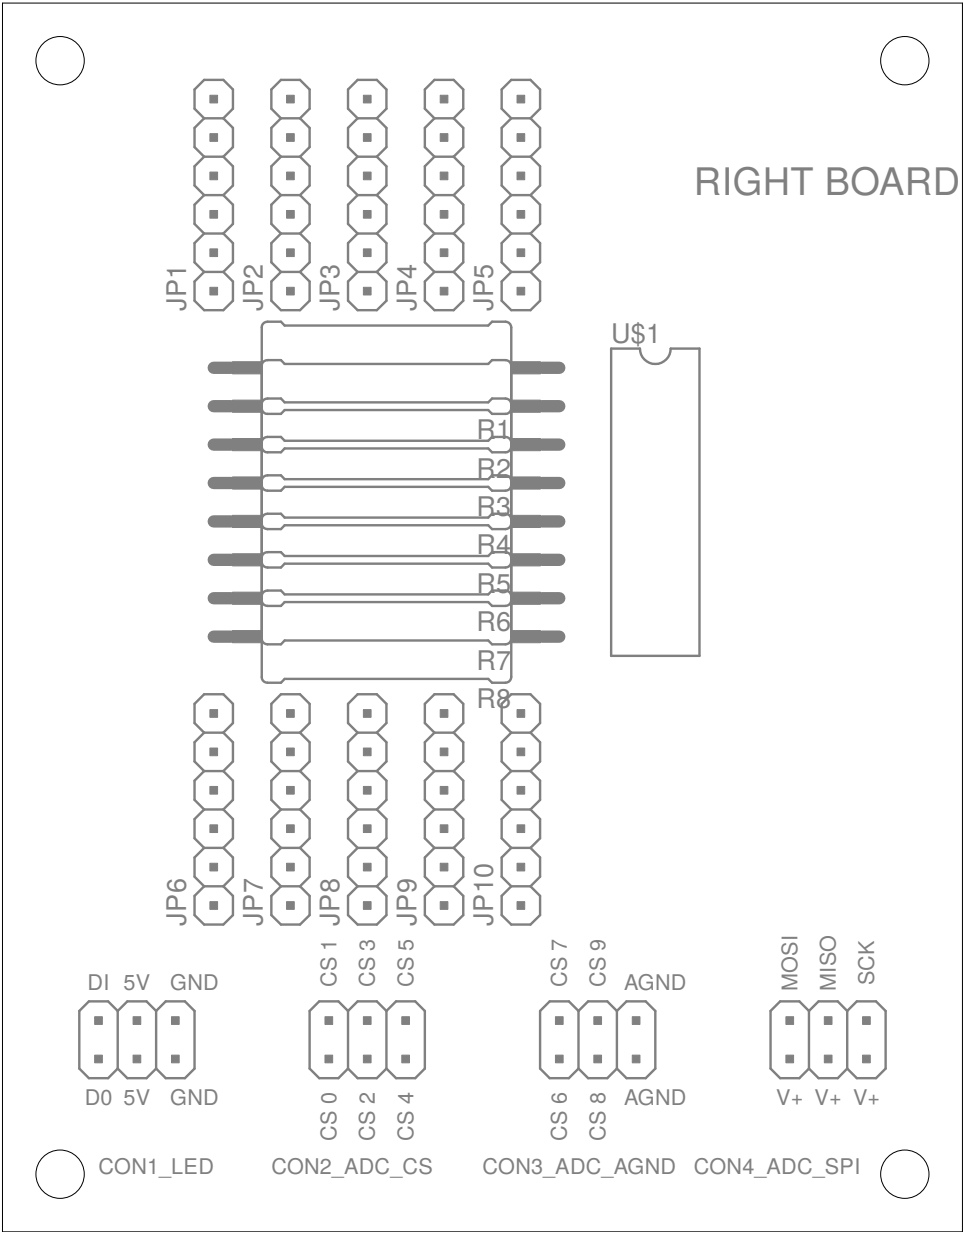 RIGHT BOARD
JP1 JP2 JP3 JP4 JP5
U$1
R1
R2
R3
R4
R5
R6
R7
R8
JP6 JP7 JP8 JP9 JP10
CS 1 CS 3 CS 5 CS 7 CS 9 MOSI MISO SCK
DI 5V GND AGND
D0 5V GND CS 0 CS 2 CS 4 CS 6 CS 8 AGND V+ V+ V+
CON1_LED CON2_ADC_CS CON3_ADC_AGND CON4_ADC_SPI